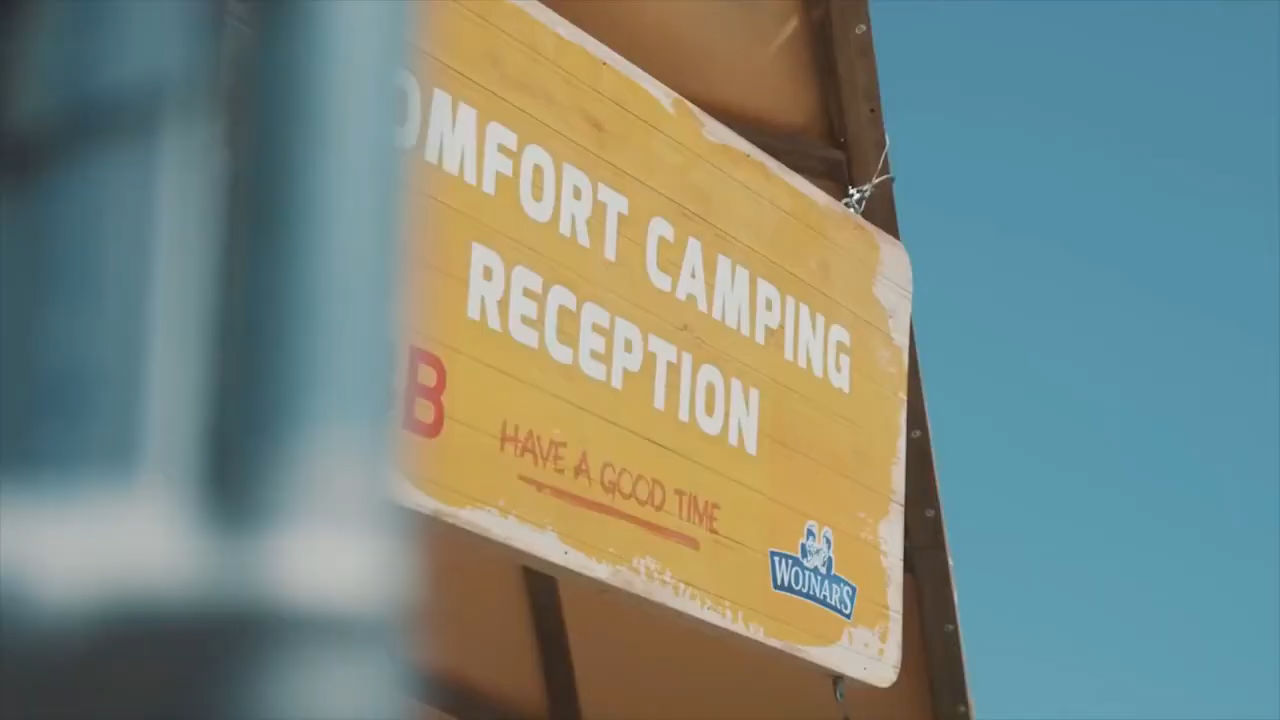 OMFORT CAMPING
RECEPTION
B
HAVE A GOOD TIME
WOJNAR'S